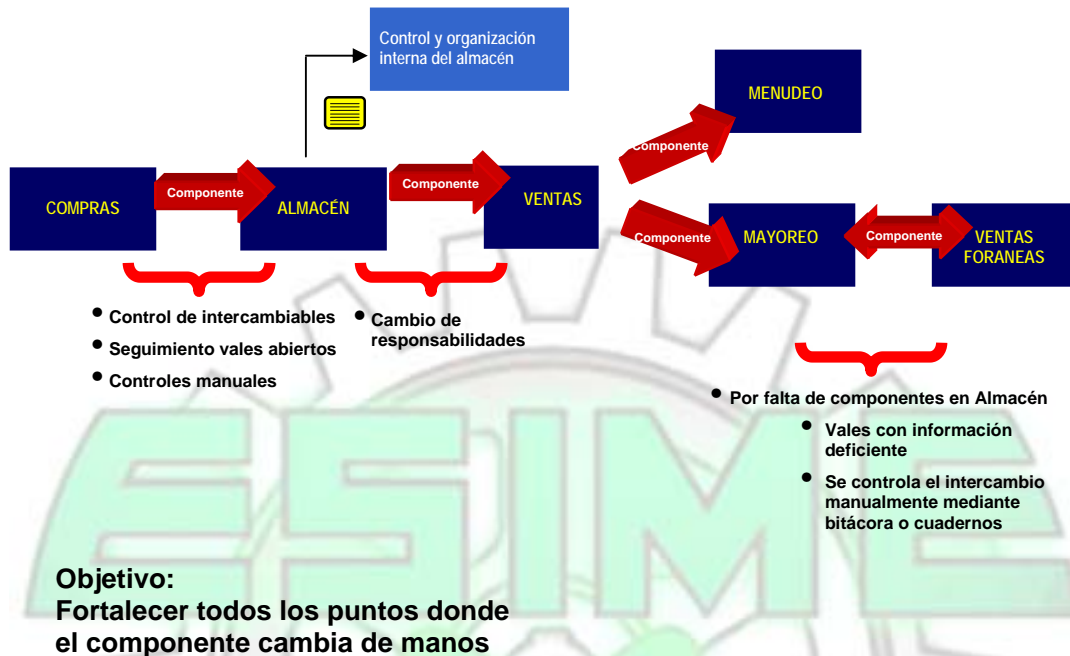 Control y organización
interna del almacén
MENUDEO
Componente
COMPRAS
Componente
ALMACÉN
Componente
VENTAS
Componente
MAYOREO
Componente
VENTAS
FORANEAS
• Control de intercambiables
• Seguimiento vales abiertos
• Controles manuales
• Cambio de
responsabilidades
• Por falta de componentes en Almacén
• Vales con información
deficiente
• Se controla el intercambio
manualmente mediante
bitácora o cuadernos
ESIME
Objetivo:
Fortalecer todos los puntos donde
el componente cambia de manos